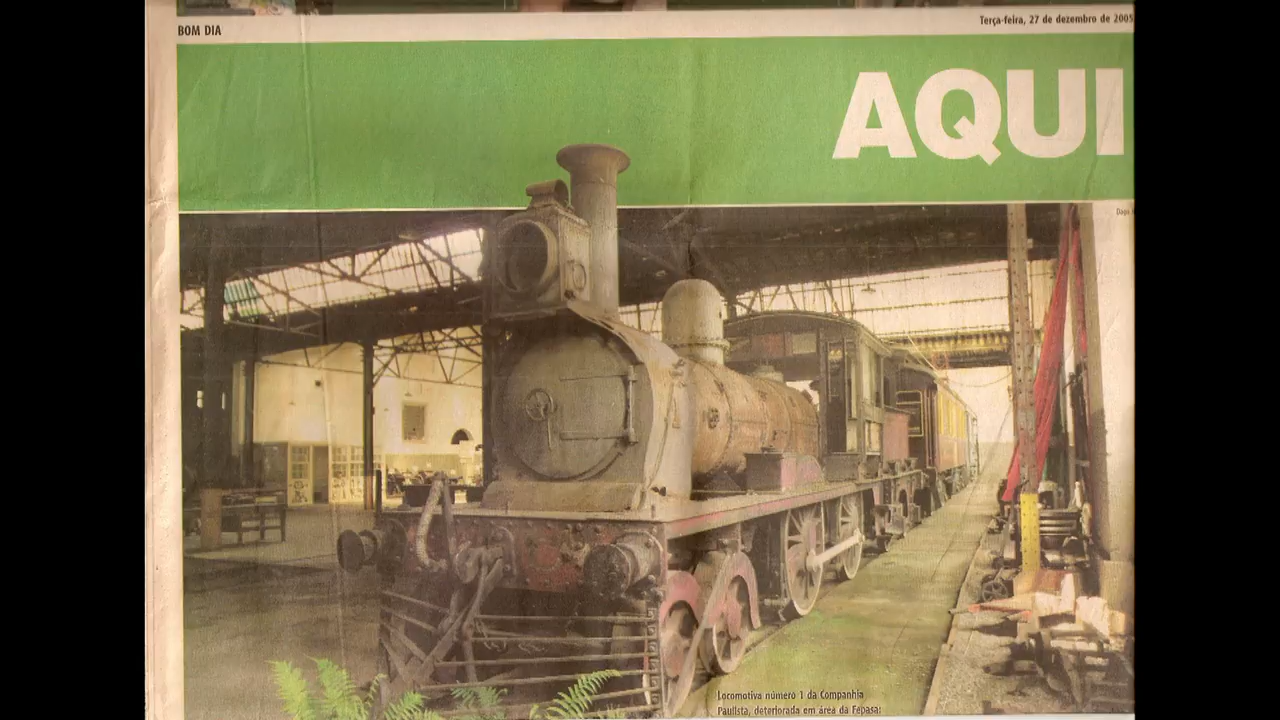 BOM DIA
Terça-feira, 27 de dezembro de 2005
AQUI
Dago
Locomotiva número 1 da Companhia
Paulista, deteriorada em área da Fepasa: